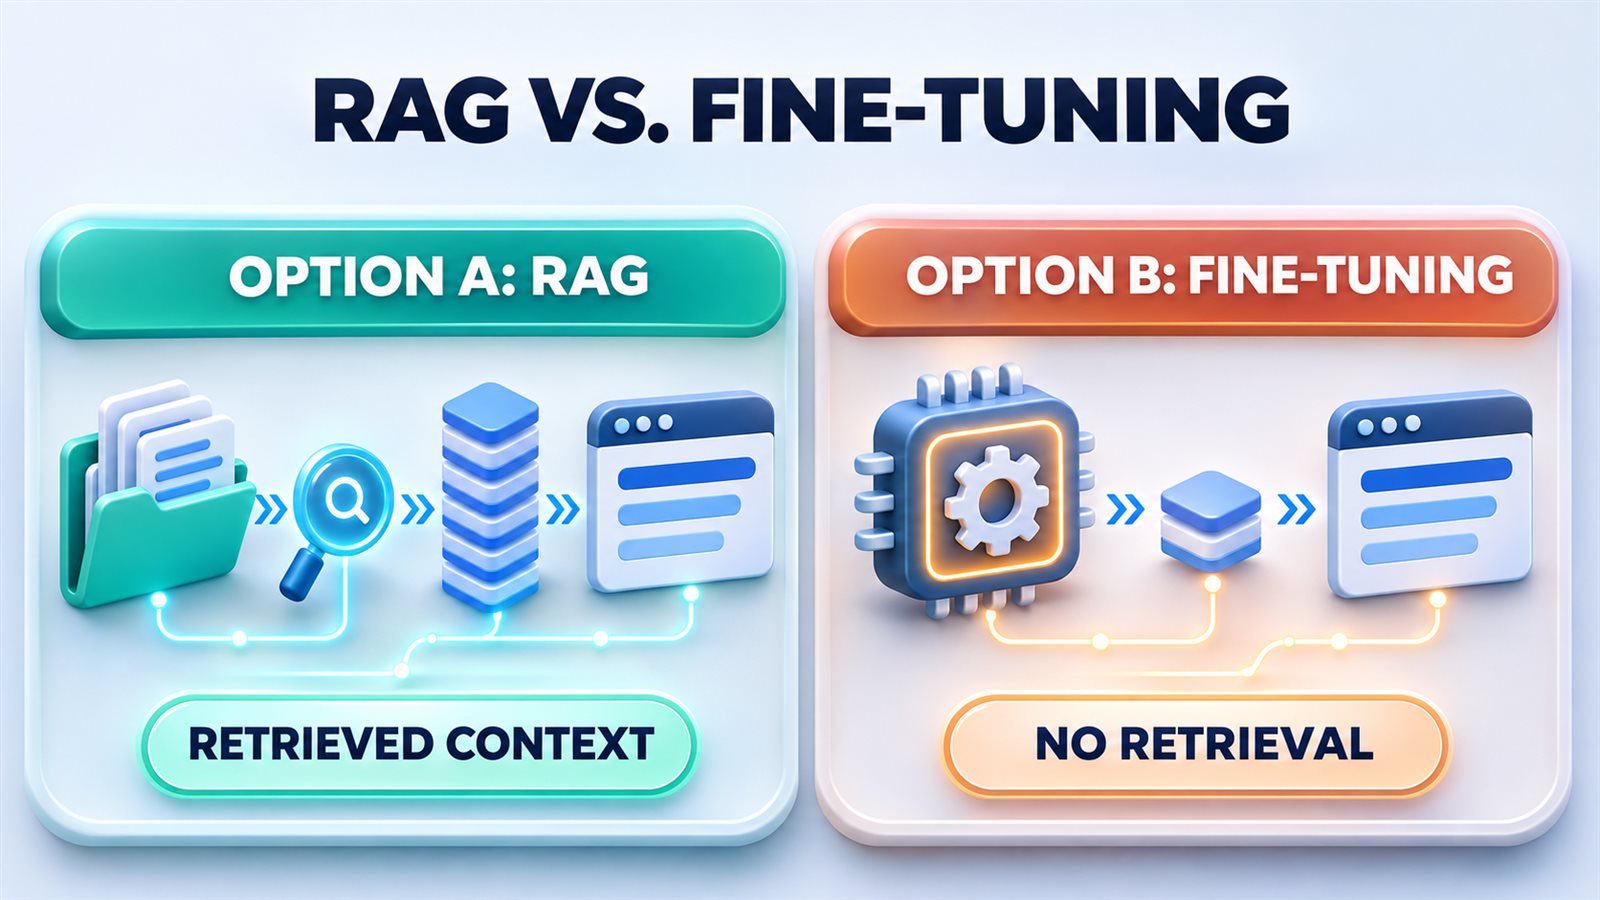 RAG VS. FINE-TUNING
OPTION A: RAG
RETRIEVED CONTEXT
OPTION B: FINE-TUNING
NO RETRIEVAL